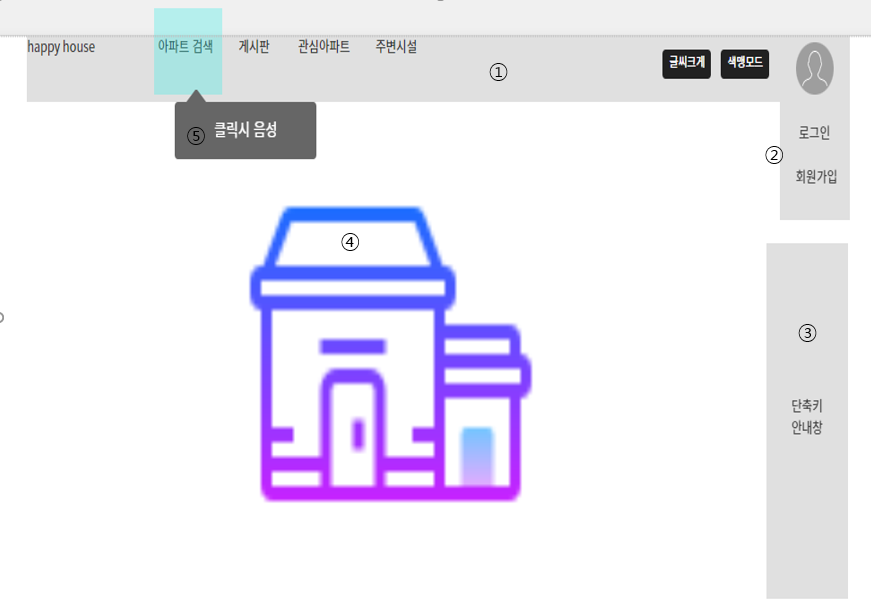 happy house 아파트 검색 게시판 관심아파트 주변시설 ① 글씨크게 색맹모드
⑤ 클릭시 음성
로그인
②
회원가입
④
③
단축키
안내창